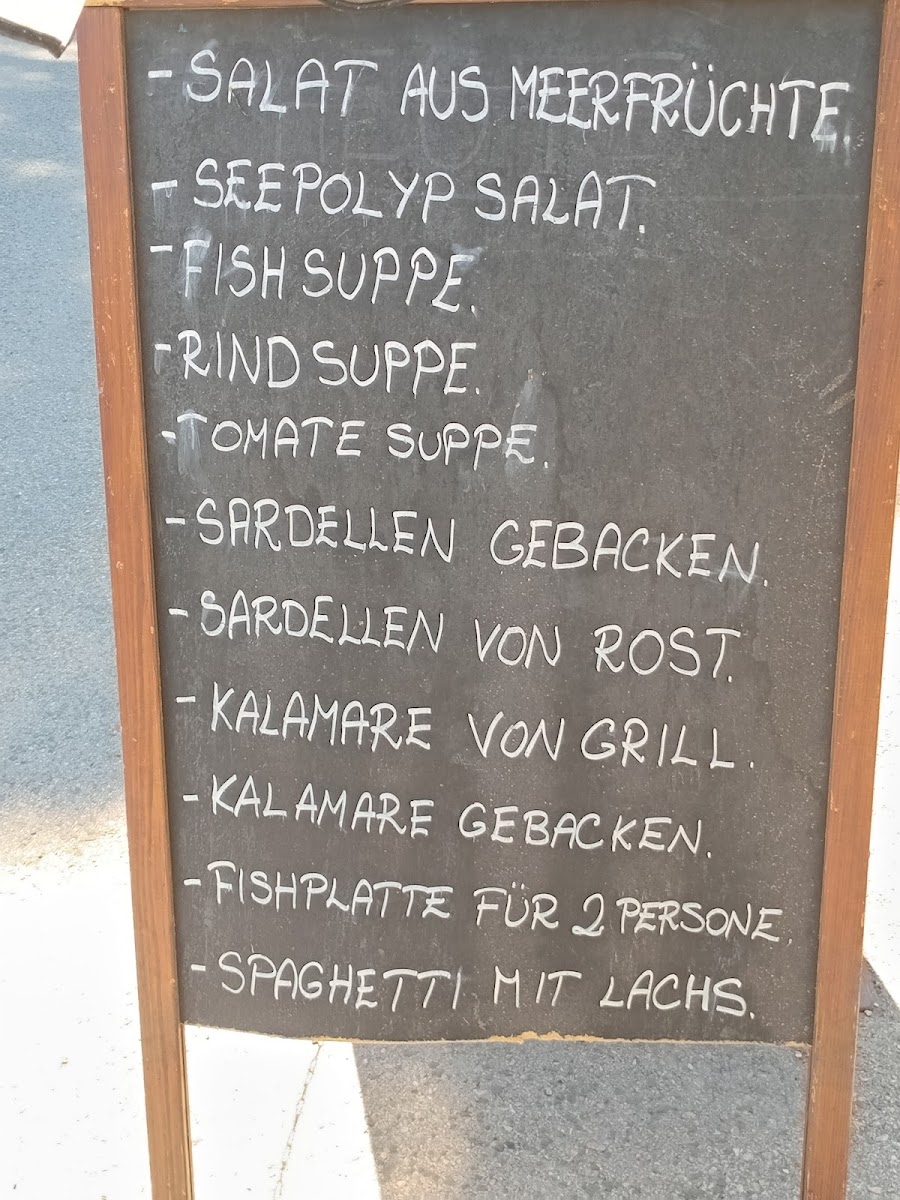 - SALAT AUS MEERFRÜCHTE.
- SEEPOLYP SALAT.
- FISH SUPPE.
- RIND SUPPE.
- TOMATE SUPPE.
- SARDELLEN GEBACKEN.
- SARDELLEN VON ROST.
- KALAMARE VON GRILL.
- KALAMARE GEBACKEN.
- FISHPLATTE FÜR 2 PERSONE.
- SPAGHETTI MIT LACHS.